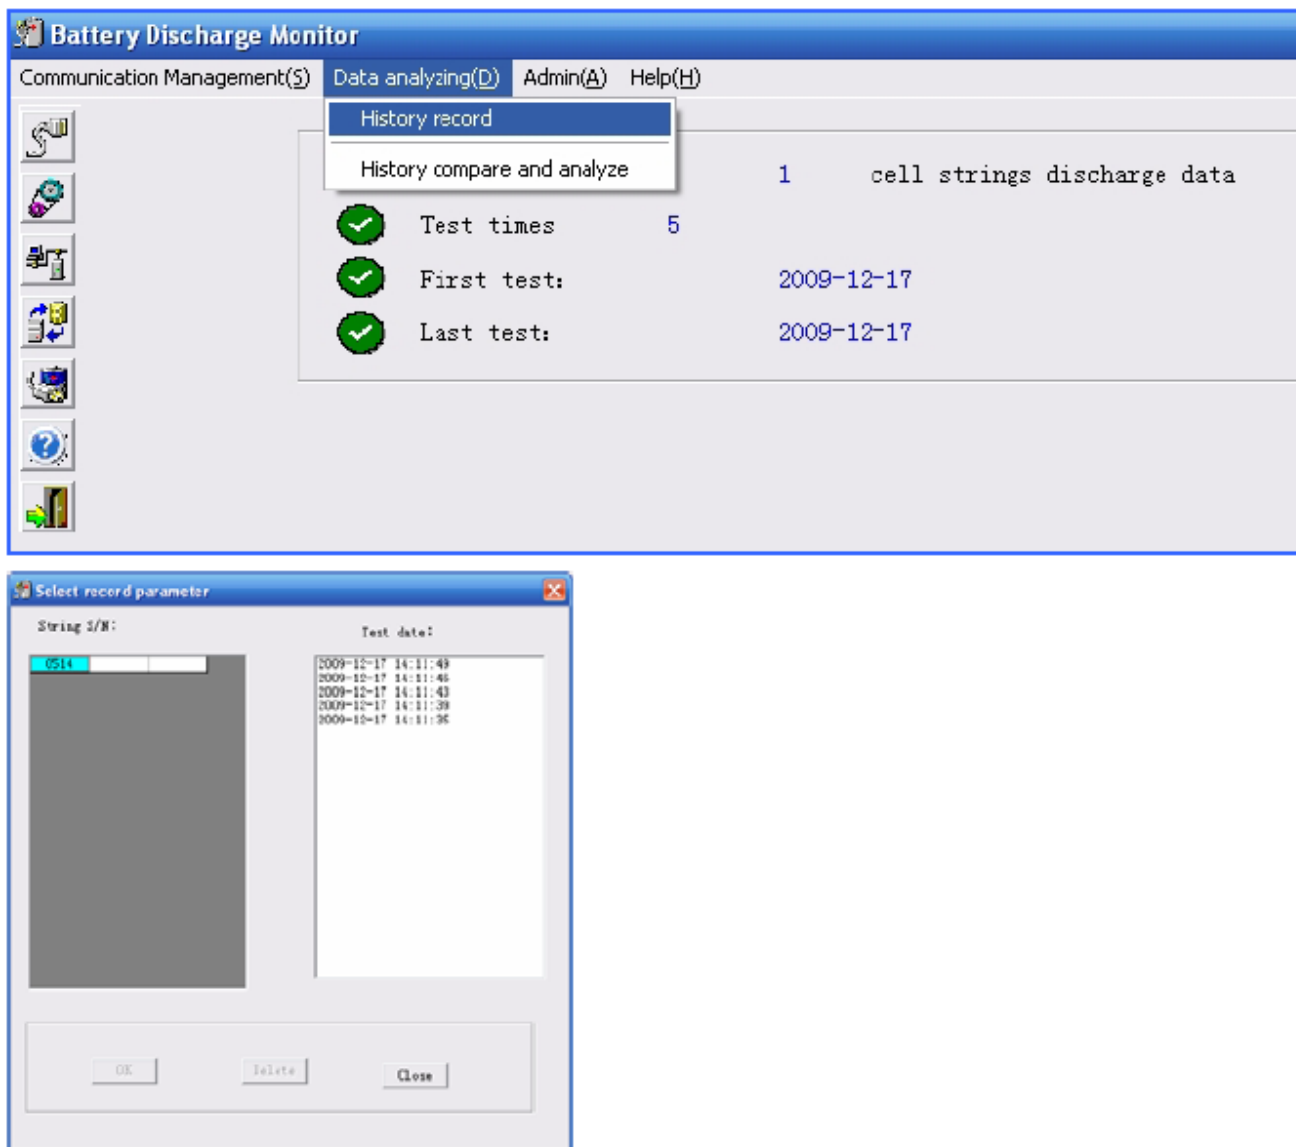 Battery Discharge Monitor
Communication Management(S) Data analyzing(D) Admin(A) Help(H)
History record
History compare and analyze
1 cell strings discharge data
Test times 5
First test: 2009-12-17
Last test: 2009-12-17
Select record parameter
String S/N: Test date:
0514
2009-12-17 14:11:49
2009-12-17 14:11:46
2009-12-17 14:11:43
2009-12-17 14:11:39
2009-12-17 14:11:36
OK Delete Close